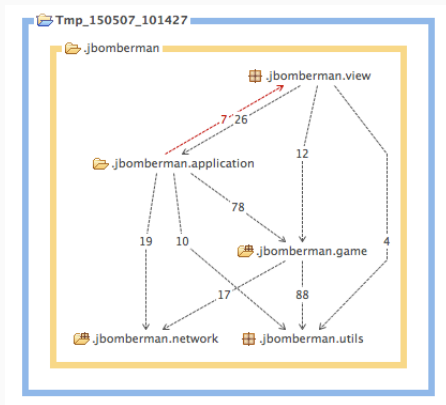 Tmp_150507_101427
.jbomberman
.jbomberman.view
7 26
12
.jbomberman.application
78
19 10 4
.jbomberman.game
17 88
.jbomberman.network .jbomberman.utils